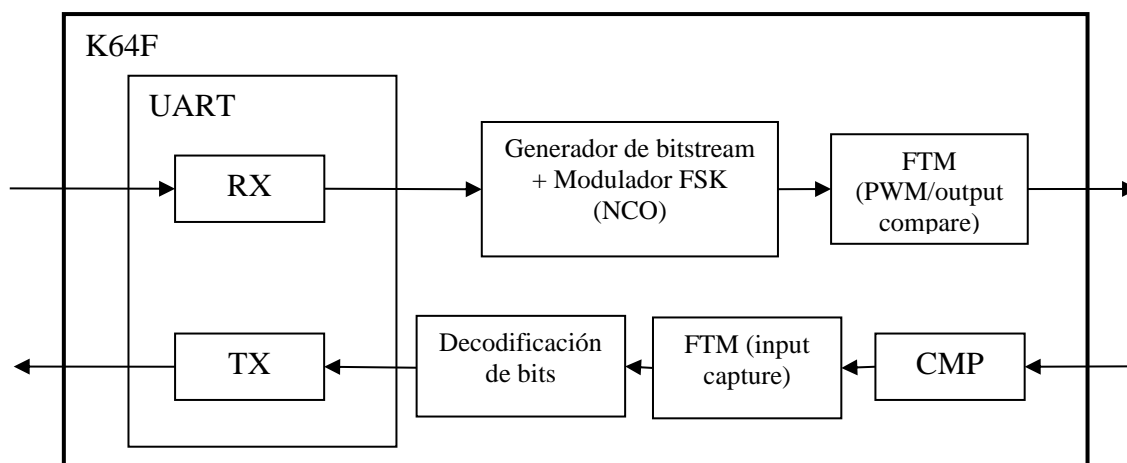 K64F
UART
RX
Generador de bitstream
+ Modulador FSK
(NCO)
FTM
(PWM/output
compare)
TX
Decodificación
de bits
FTM (input
capture)
CMP